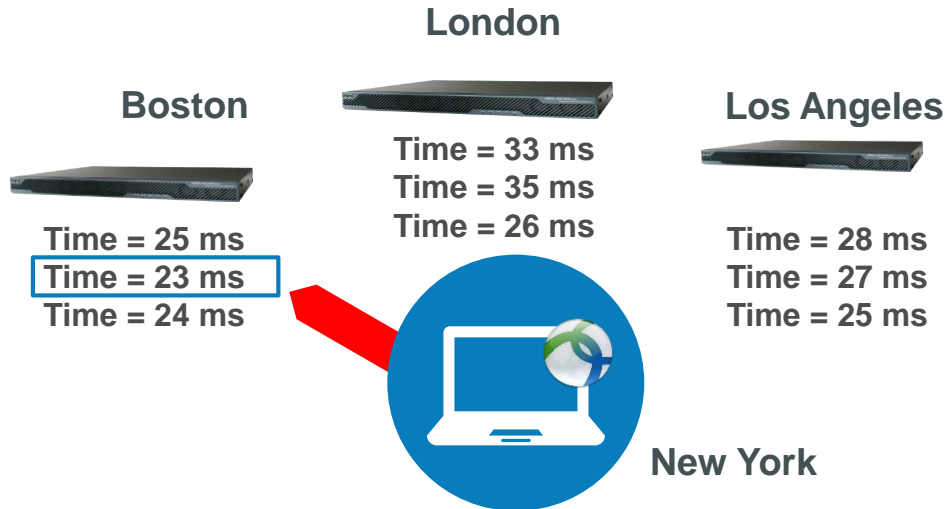 London
Boston
Los Angeles
Time = 33 ms
Time = 35 ms
Time = 26 ms
Time = 25 ms
Time = 23 ms
Time = 24 ms
Time = 28 ms
Time = 27 ms
Time = 25 ms
New York